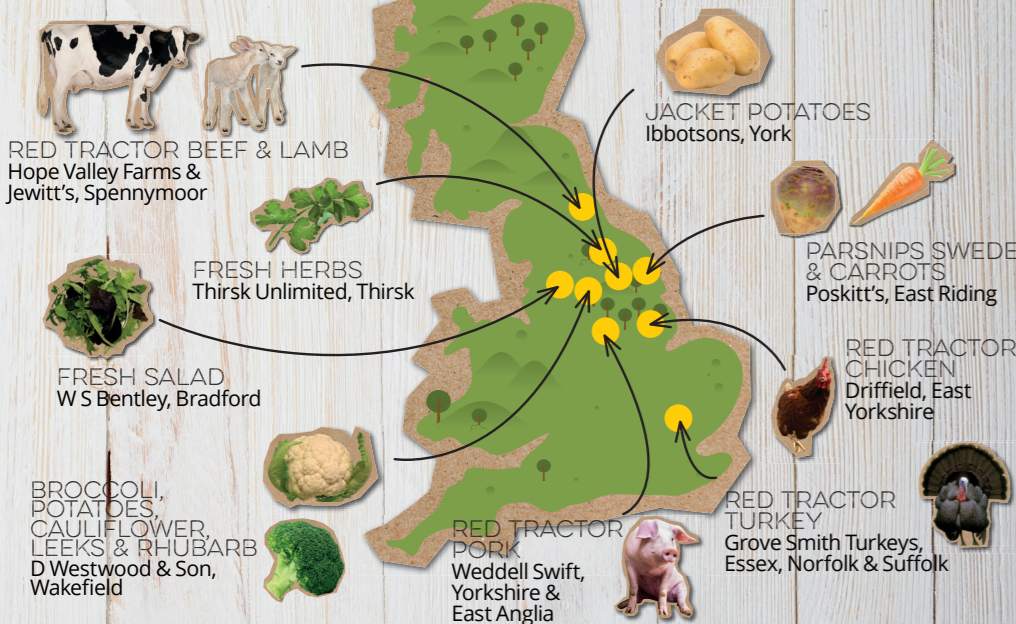 RED TRACTOR BEEF & LAMB
Hope Valley Farms &
Jewitt's, Spennymoor
JACKET POTATOES
Ibbotsons, York
FRESH HERBS
Thirsk Unlimited, Thirsk
PARSNIPS SWEDE
& CARROTS
Poskitt's, East Riding
FRESH SALAD
W S Bentley, Bradford
RED TRACTOR
CHICKEN
Driffield, East
Yorkshire
BROCCOLI,
POTATOES,
CAULIFLOWER,
LEEKS & RHUBARB
D Westwood & Son,
Wakefield
RED TRACTOR
PORK
Weddell Swift,
Yorkshire &
East Anglia
RED TRACTOR
TURKEY
Grove Smith Turkeys,
Essex, Norfolk & Suffolk